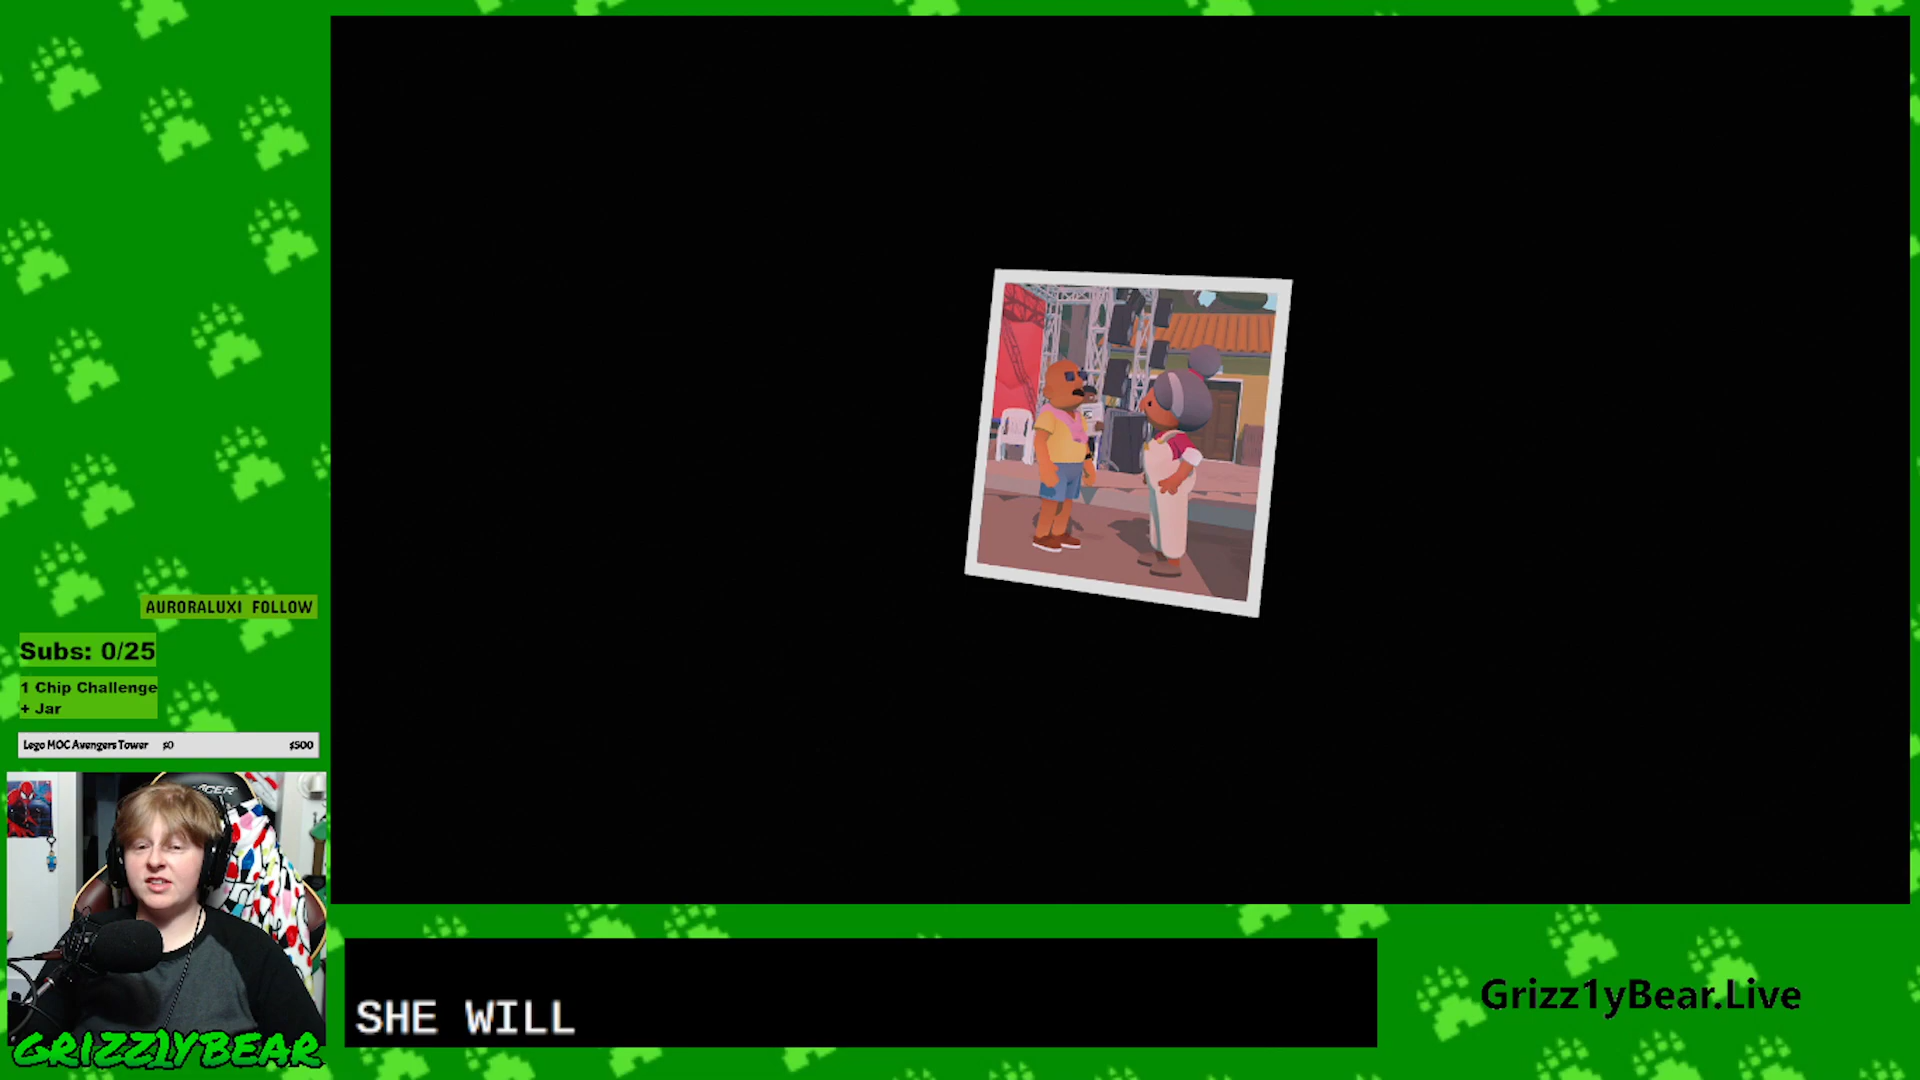 AURORALUXI FOLLOW
Subs: 0/25
1 Chip Challenge
+ Jar
Lego MOC Avengers Tower $0 $500
GRIZZ1YBEAR
SHE WILL
Grizz1yBear.Live